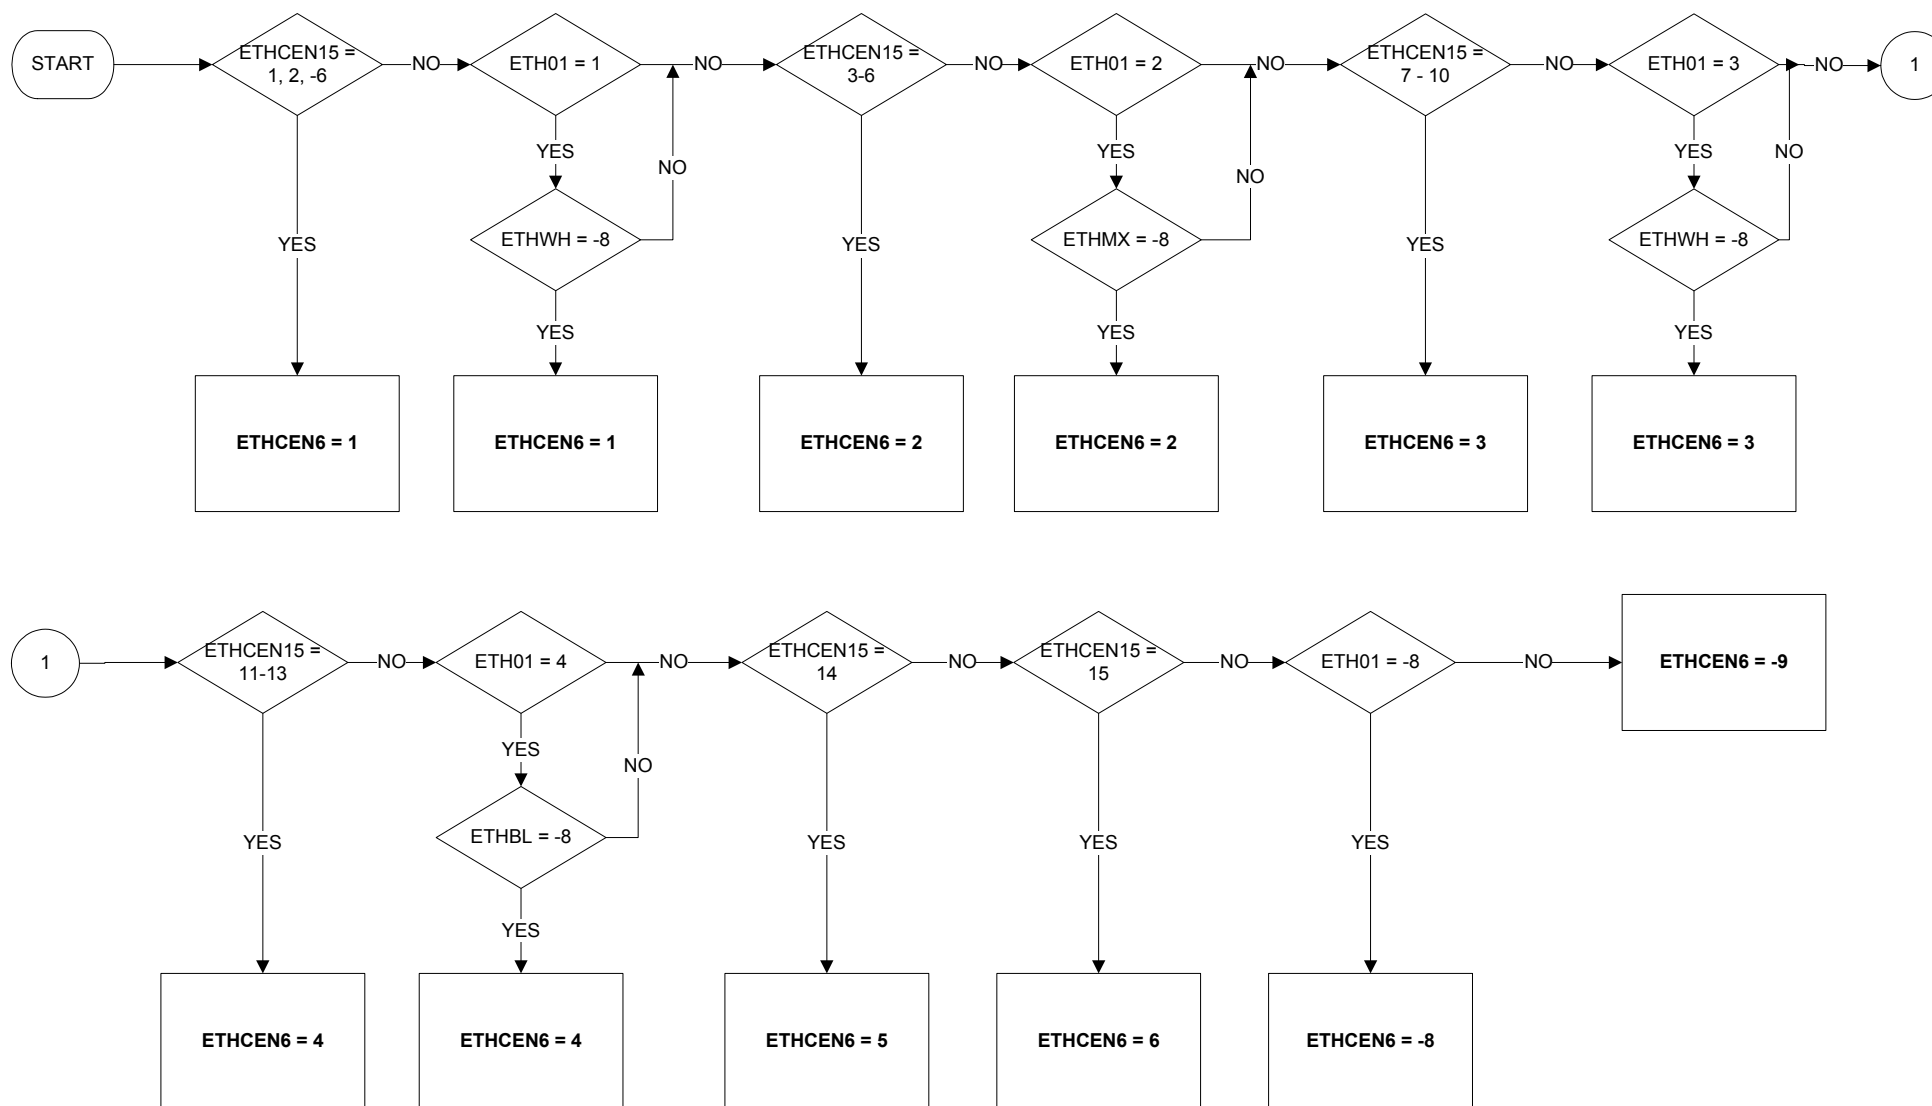 START
ETHCEN15 =
1, 2, -6
NO
ETH01 = 1
NO
ETHCEN15 =
3-6
NO
ETH01 = 2
NO
ETHCEN15 =
7 - 10
NO
ETH01 = 3
NO
1
YES
YES
YES
NO
NO
NO
YES
ETHWH = -8
YES
ETHMX = -8
YES
ETHWH = -8
YES
YES
YES
ETHCEN6 = 1
ETHCEN6 = 1
ETHCEN6 = 2
ETHCEN6 = 2
ETHCEN6 = 3
ETHCEN6 = 3
1
ETHCEN15 =
11-13
NO
ETH01 = 4
NO
ETHCEN15 =
14
NO
ETHCEN15 =
15
NO
ETH01 = -8
NO
ETHCEN6 = -9
YES
NO
YES
ETHBL = -8
YES
YES
YES
YES
ETHCEN6 = 4
ETHCEN6 = 4
ETHCEN6 = 5
ETHCEN6 = 6
ETHCEN6 = -8